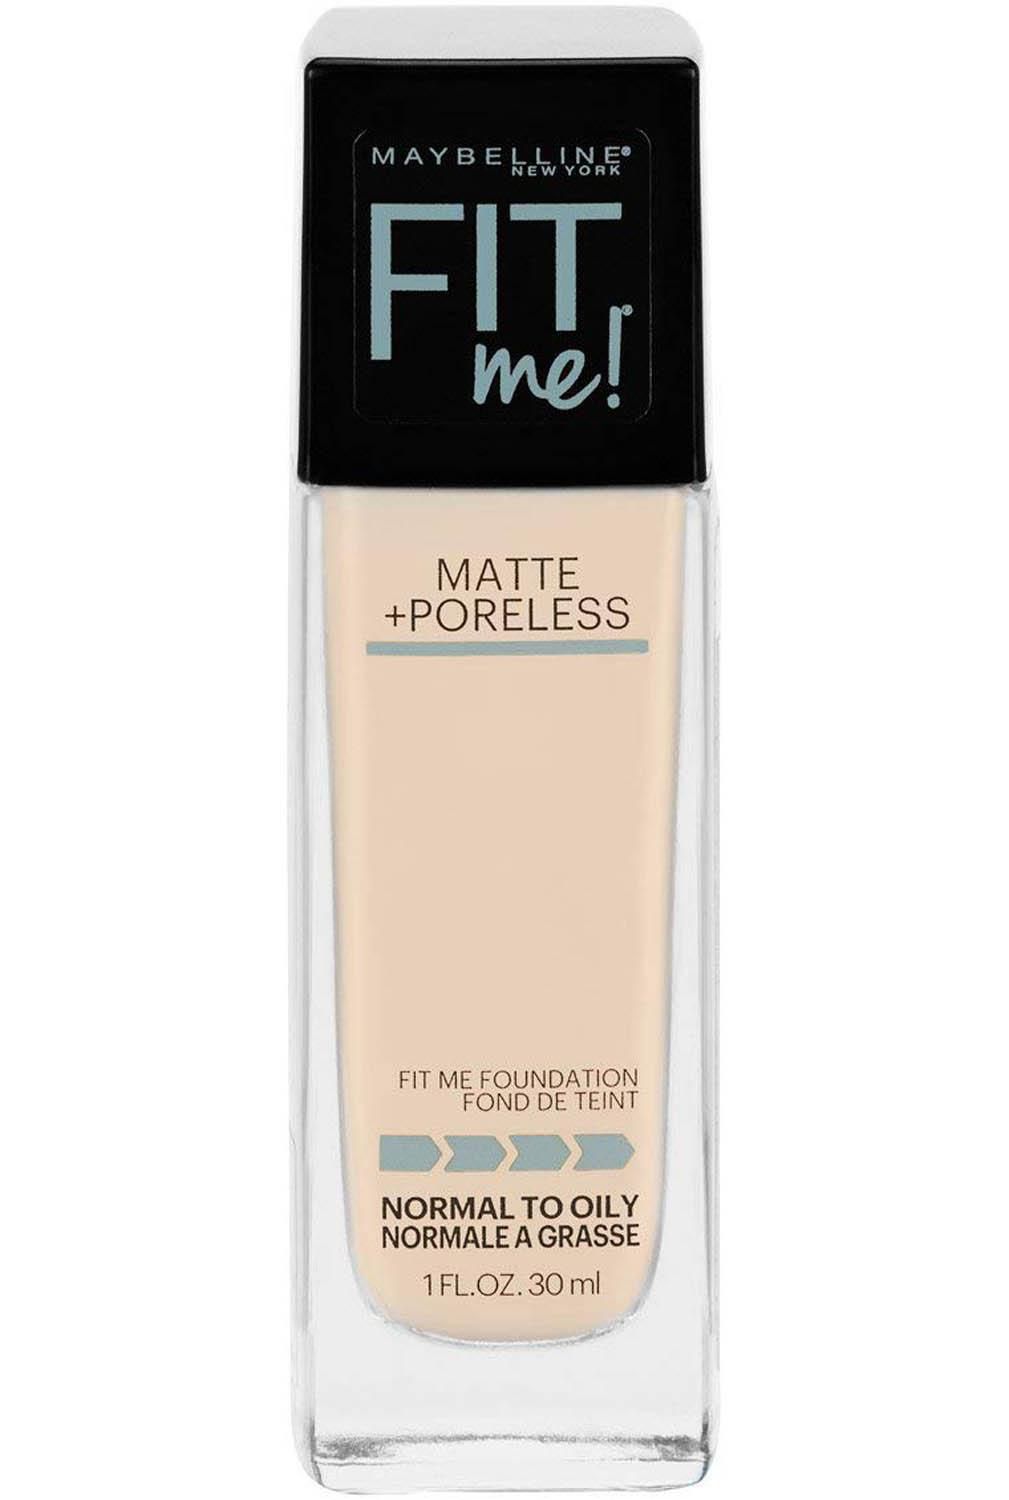 MAYBELLINE®
NEW YORK
FIT
me!®
MATTE
+PORELESS
FIT ME FOUNDATION
FOND DE TEINT
NORMAL TO OILY
NORMALE A GRASSE
1 FL.OZ. 30 ml